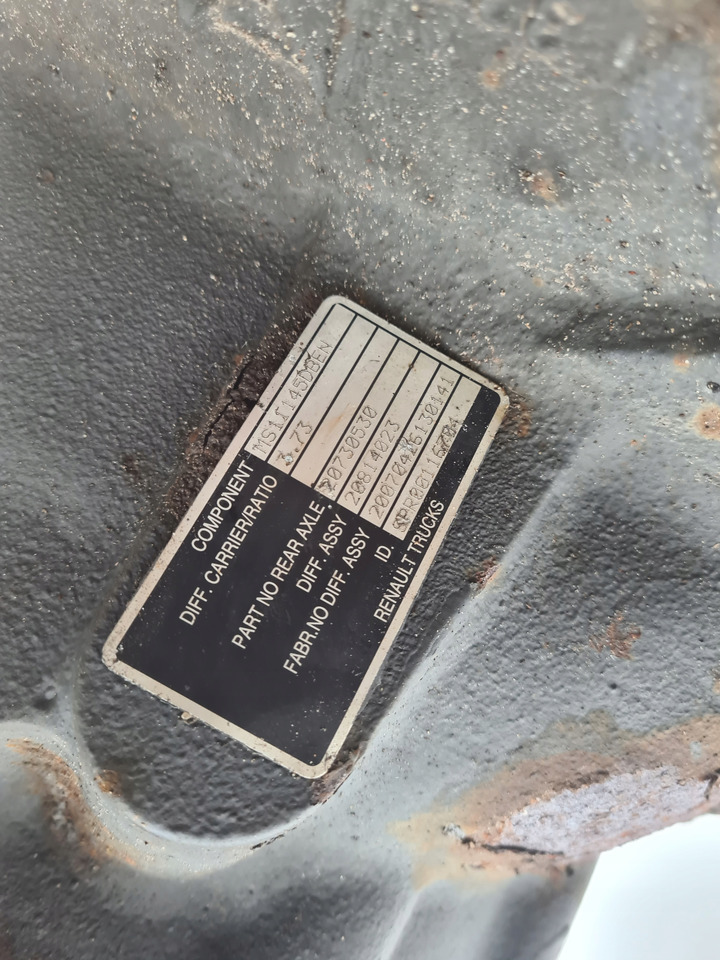 COMPONENT
DIFF. CARRIER/RATIO 3.73
PART NO REAR AXLE 20730530
DIFF. ASSY 20814023
FABR.NO DIFF. ASSY
ID.
RENAULT TRUCKS